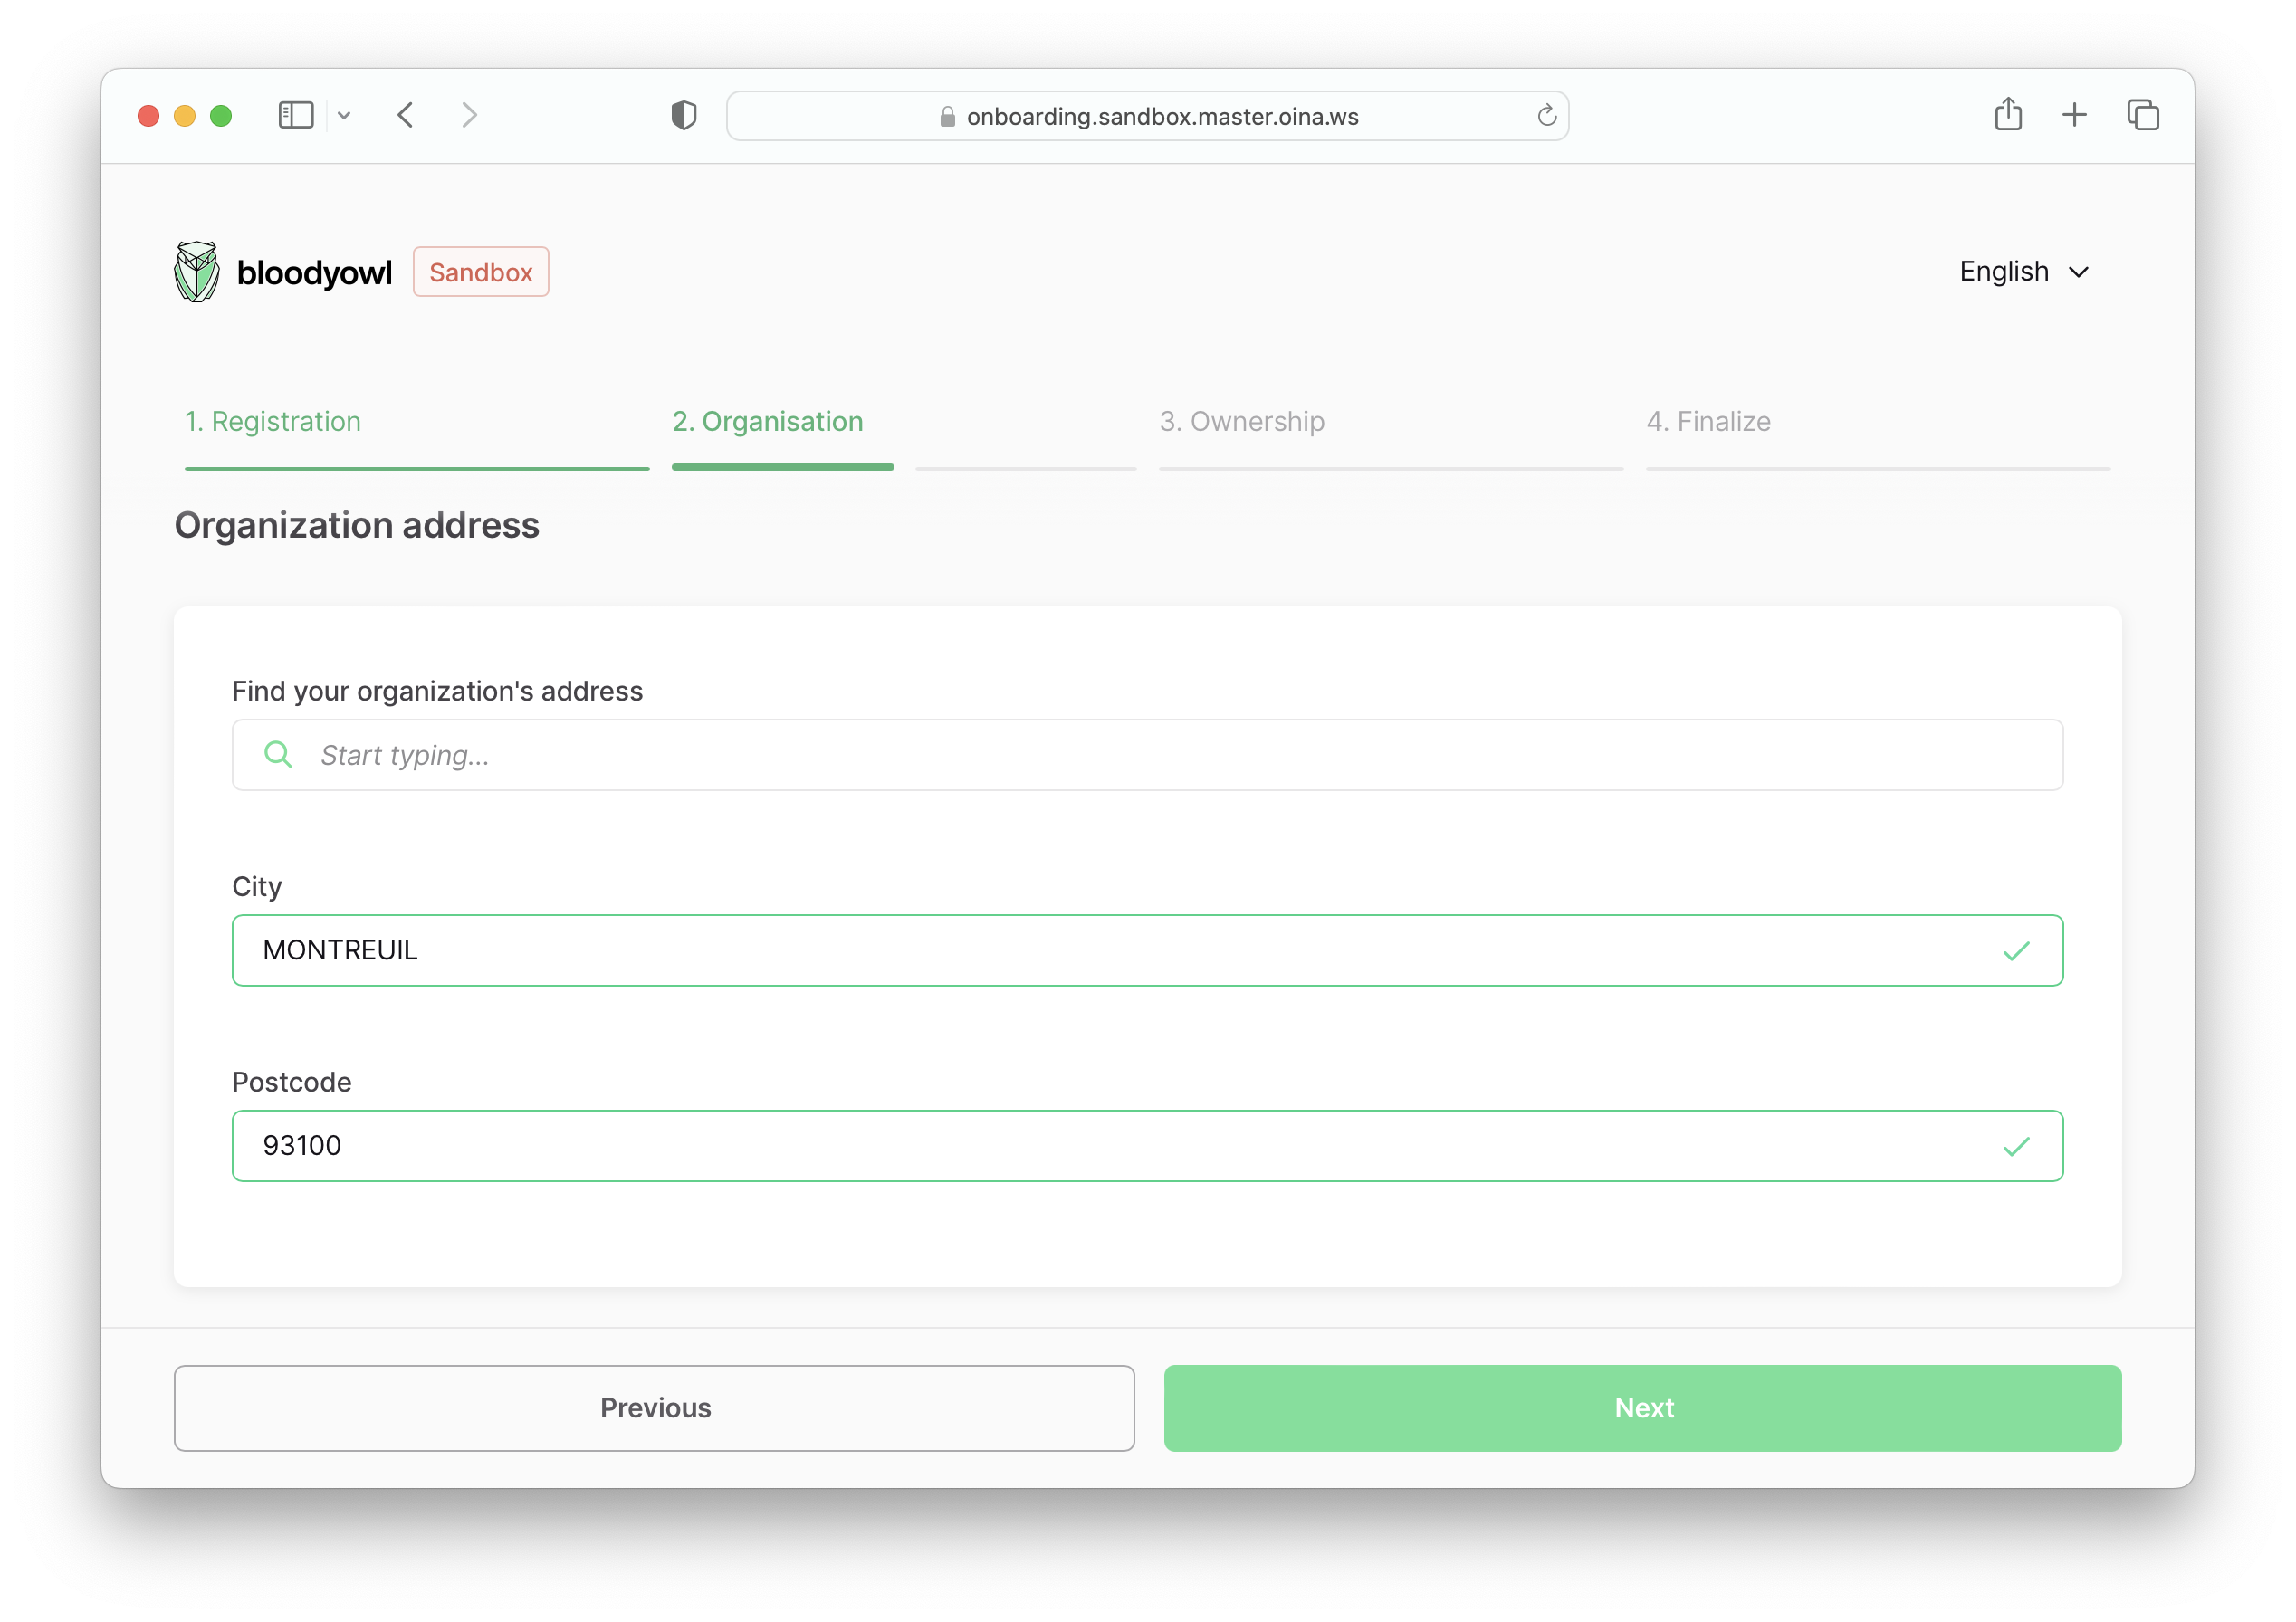 onboarding.sandbox.master.oina.ws
bloodyowl Sandbox English
1. Registration 2. Organisation 3. Ownership 4. Finalize
Organization address
Find your organization's address
Start typing...
City
MONTREUIL
Postcode
93100
Previous Next